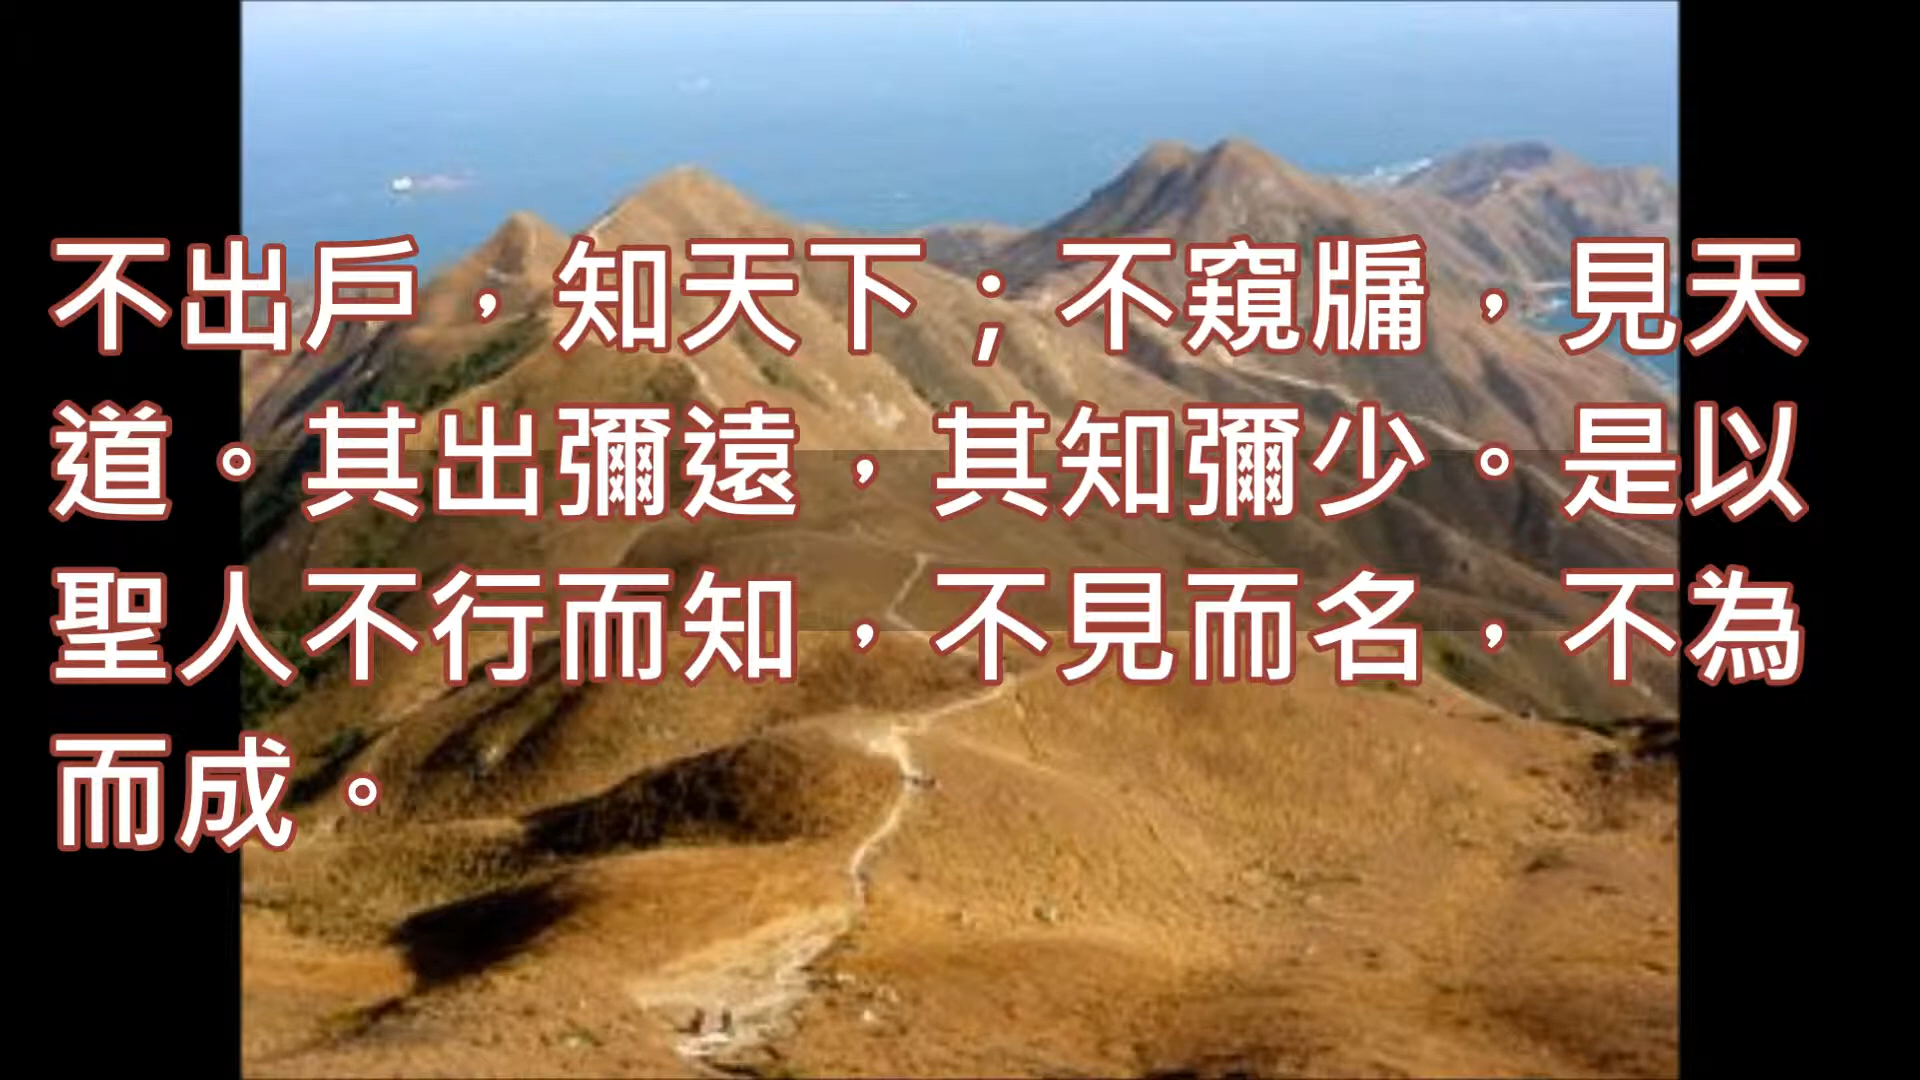 不出戶，知天下；不窺牖，見天
道。其出彌遠，其知彌少。是以
聖人不行而知，不見而名，不為
而成。